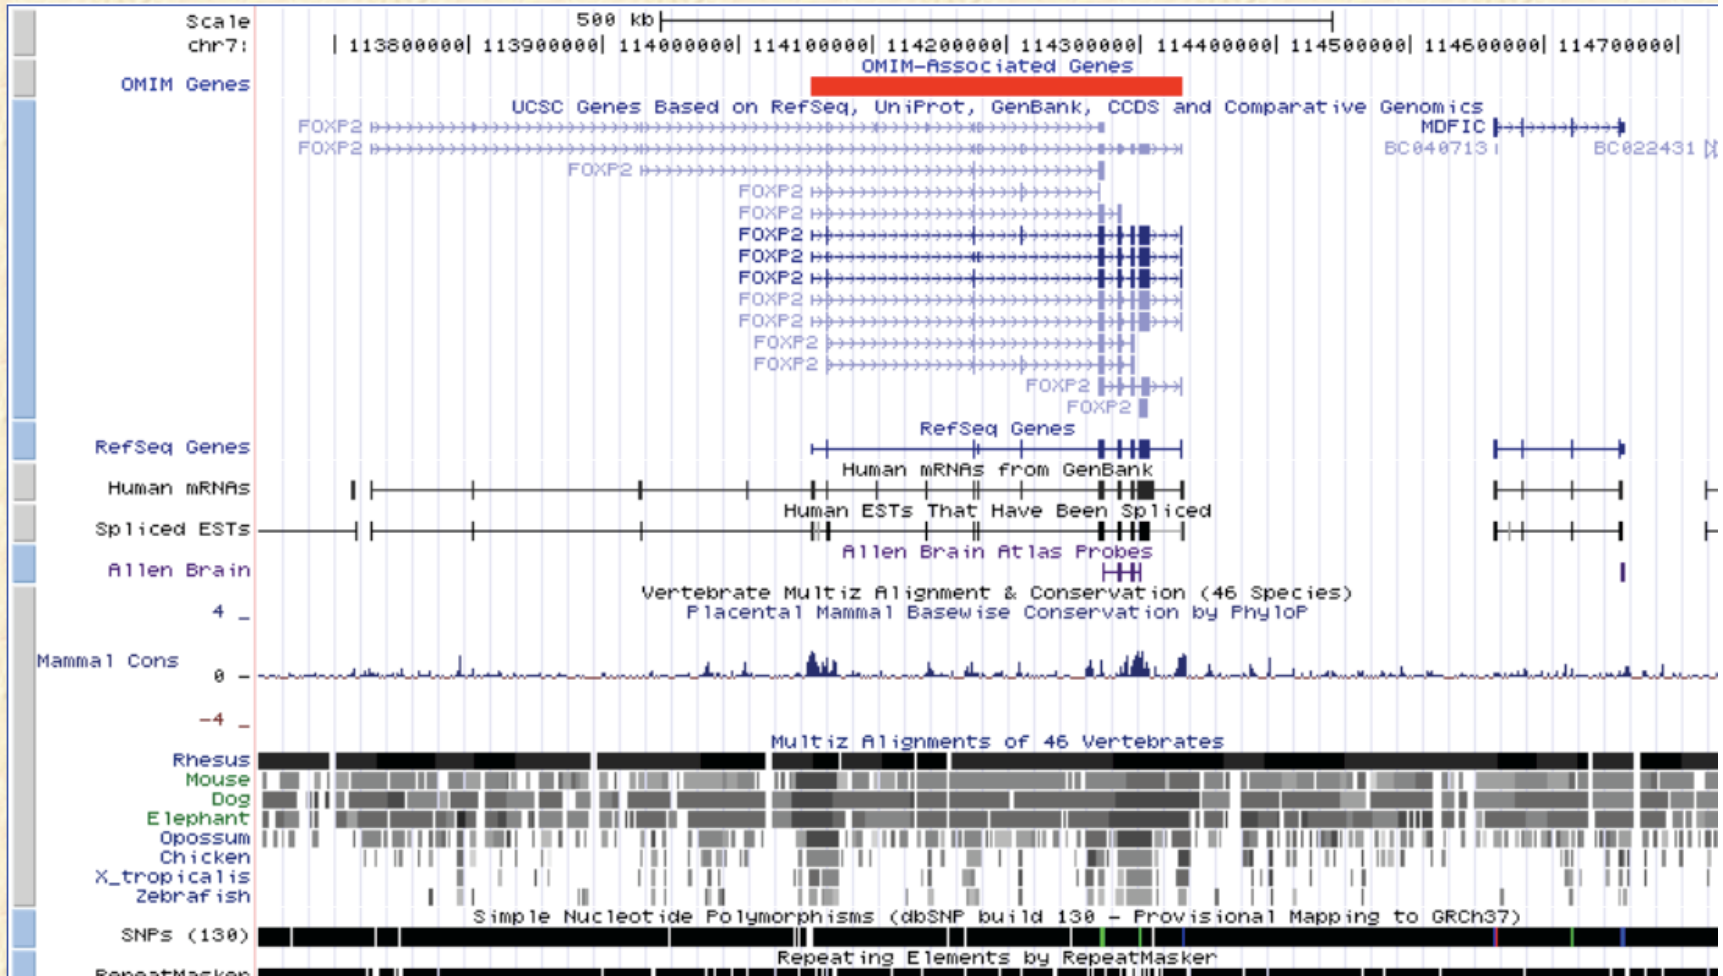 Scale 500 kb
chr7: 113800000 113900000 114000000 114100000 114200000 114300000 114400000 114500000 114600000 114700000
OMIM-Associated Genes
OMIM Genes
UCSC Genes Based on RefSeq, UniProt, GenBank, CCDS and Comparative Genomics
FOXP2 MDFIC
FOXP2 BC040713 BC022431
FOXP2
FOXP2
FOXP2
FOXP2
FOXP2
FOXP2
FOXP2
FOXP2
FOXP2
FOXP2
FOXP2
FOXP2
RefSeq Genes
RefSeq Genes
Human mRNAs from GenBank
Human mRNAs
Human ESTs That Have Been Spliced
Spliced ESTs
Allen Brain Atlas Probes
Allen Brain
Vertebrate Multiz Alignment & Conservation (46 Species)
Placental Mammal Basewise Conservation by PhyloP
4 _
Mammal Cons
0 -
-4 _
Multiz Alignments of 46 Vertebrates
Rhesus
Mouse
Dog
Elephant
Opossum
Chicken
X_tropicalis
Zebrafish
Simple Nucleotide Polymorphisms (dbSNP build 130 - Provisional Mapping to GRCh37)
SNPs (130)
Repeating Elements by RepeatMasker
RepeatMasker